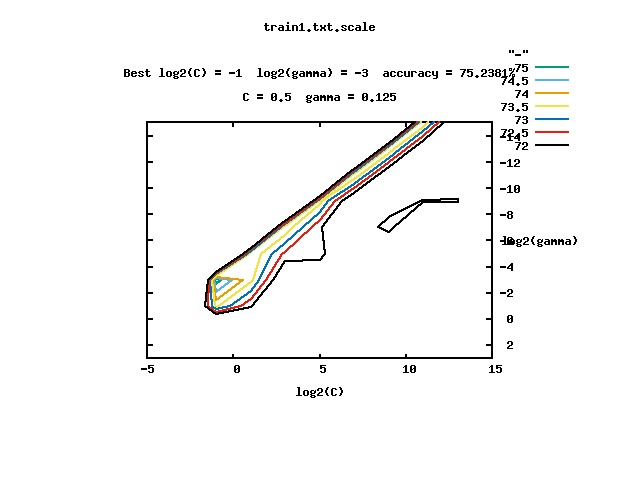 train1.txt.scale
"-"
Best log2(C) = -1  log2(gamma) = -3  accuracy = 75.2381%
75
74.5
74
C = 0.5  gamma = 0.125
73.5
73
72.5
72
-14
-12
-10
-8
-6
log2(gamma)
-4
-2
0
2
-5 0 5 10 15
log2(C)